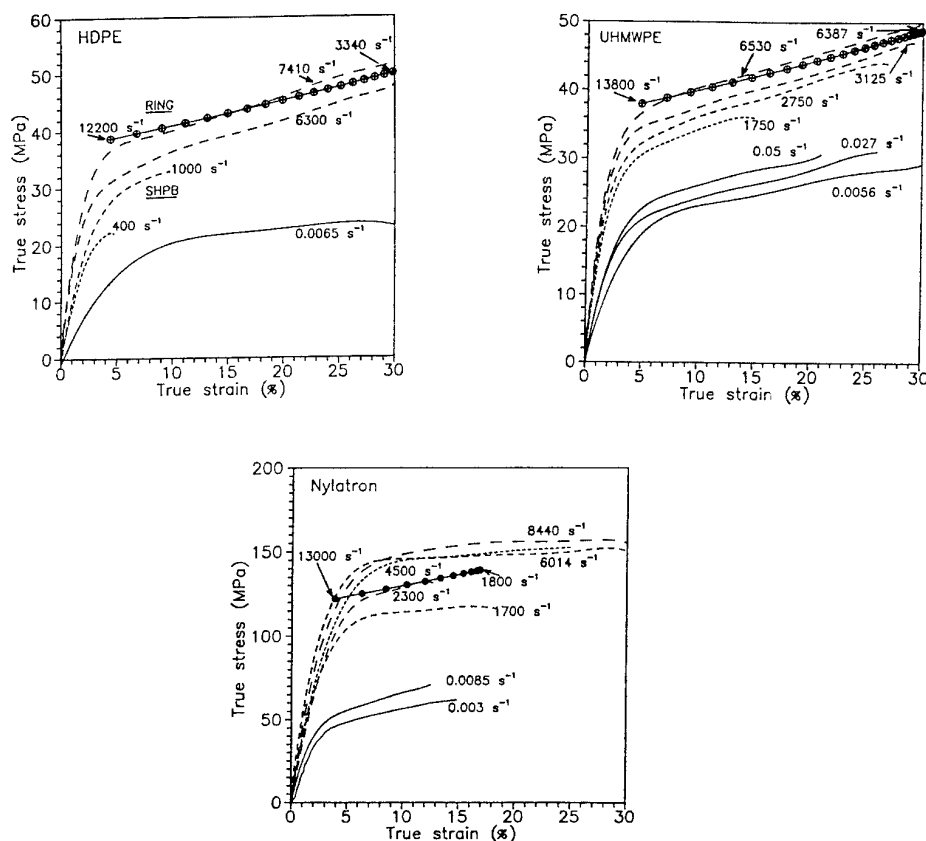 HDPE
60
50
40
30
20
10
0
True stress (MPa)
0 5 10 15 20 25 30
True strain (%)
3340 s⁻¹
7410 s⁻¹
RING
12200 s⁻¹
6300 s⁻¹
1000 s⁻¹
SHPB
400 s⁻¹
0.0065 s⁻¹
UHMWPE
50
40
30
20
10
0
True stress (MPa)
0 5 10 15 20 25 30
True strain (%)
6387 s⁻¹
6530 s⁻¹
13800 s⁻¹
3125 s⁻¹
2750 s⁻¹
1750 s⁻¹
0.05 s⁻¹
0.027 s⁻¹
0.0056 s⁻¹
Nylatron
200
150
100
50
0
True stress (MPa)
0 5 10 15 20 25 30
True strain (%)
8440 s⁻¹
13000 s⁻¹
6014 s⁻¹
4500 s⁻¹
1800 s⁻¹
2300 s⁻¹
1700 s⁻¹
0.0085 s⁻¹
0.003 s⁻¹